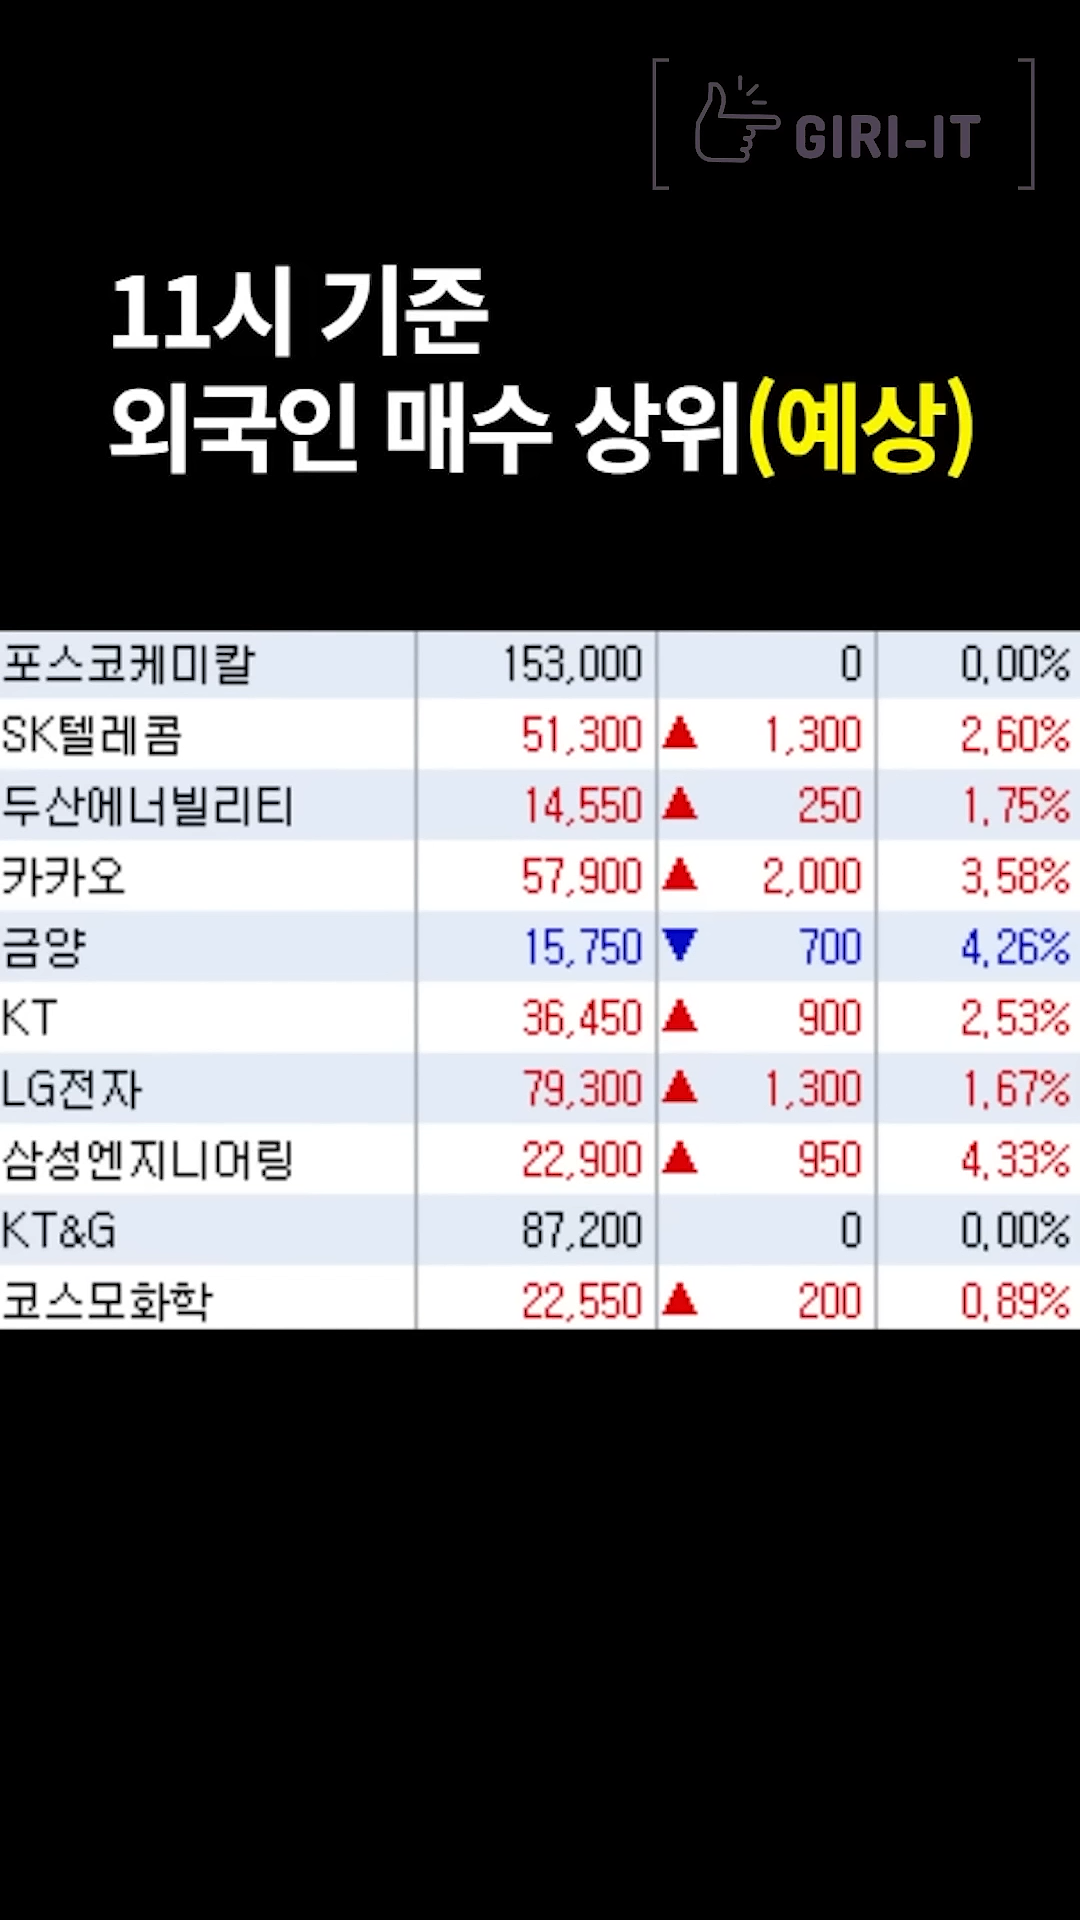 GIRI-IT
11시 기준
외국인 매수 상위(예상)
포스코케미칼 153,000 0 0.00%
SK텔레콤 51,300 ▲ 1,300 2.60%
두산에너빌리티 14,550 ▲ 250 1.75%
카카오 57,900 ▲ 2,000 3.58%
금양 15,750 ▼ 700 4.26%
KT 36,450 ▲ 900 2.53%
LG전자 79,300 ▲ 1,300 1.67%
삼성엔지니어링 22,900 ▲ 950 4.33%
KT&G 87,200 0 0.00%
코스모화학 22,550 ▲ 200 0.89%